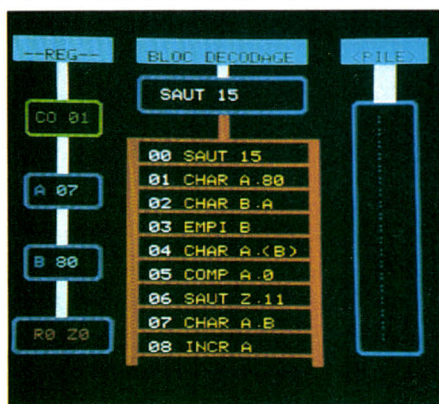 --REG--
BLOC DECODAGE
<PILE>
SAUT 15
CO 01
A 07
B 80
R0 Z0
00 SAUT 15
01 CHAR A.80
02 CHAR B.A
03 EMPI B
04 CHAR A.(B)
05 COMP A.0
06 SAUT Z.11
07 CHAR A.B
08 INCR A